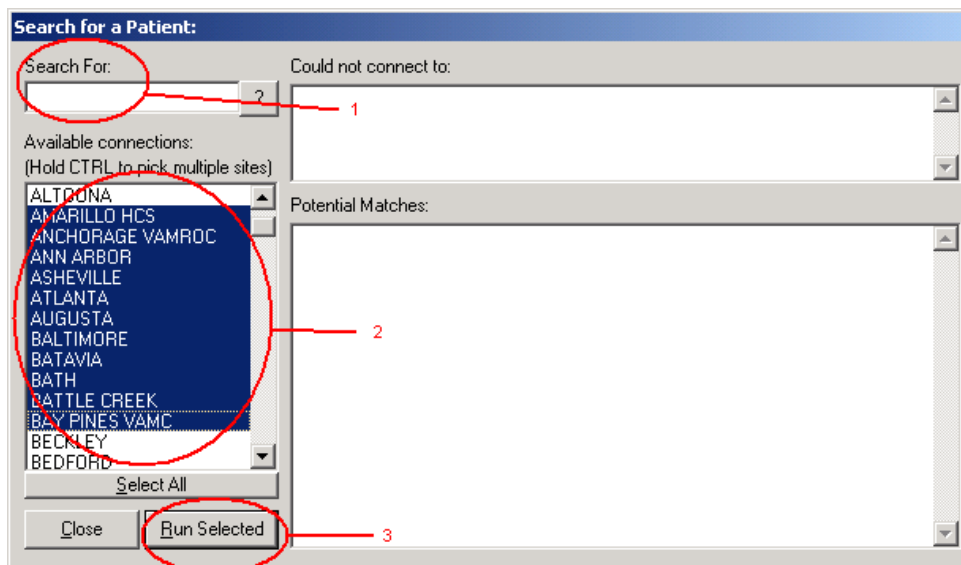 Search for a Patient:
Search For:
?
1
Available connections:
(Hold CTRL to pick multiple sites)
ALTOONA
AMARILLO HCS
ANCHORAGE VAMROC
ANN ARBOR
ASHEVILLE
ATLANTA
AUGUSTA
BALTIMORE
BATAVIA
BATH
BATTLE CREEK
BAY PINES VAMC
BECKLEY
BEDFORD
2
Select All
Close
Run Selected
3
Could not connect to:
Potential Matches: